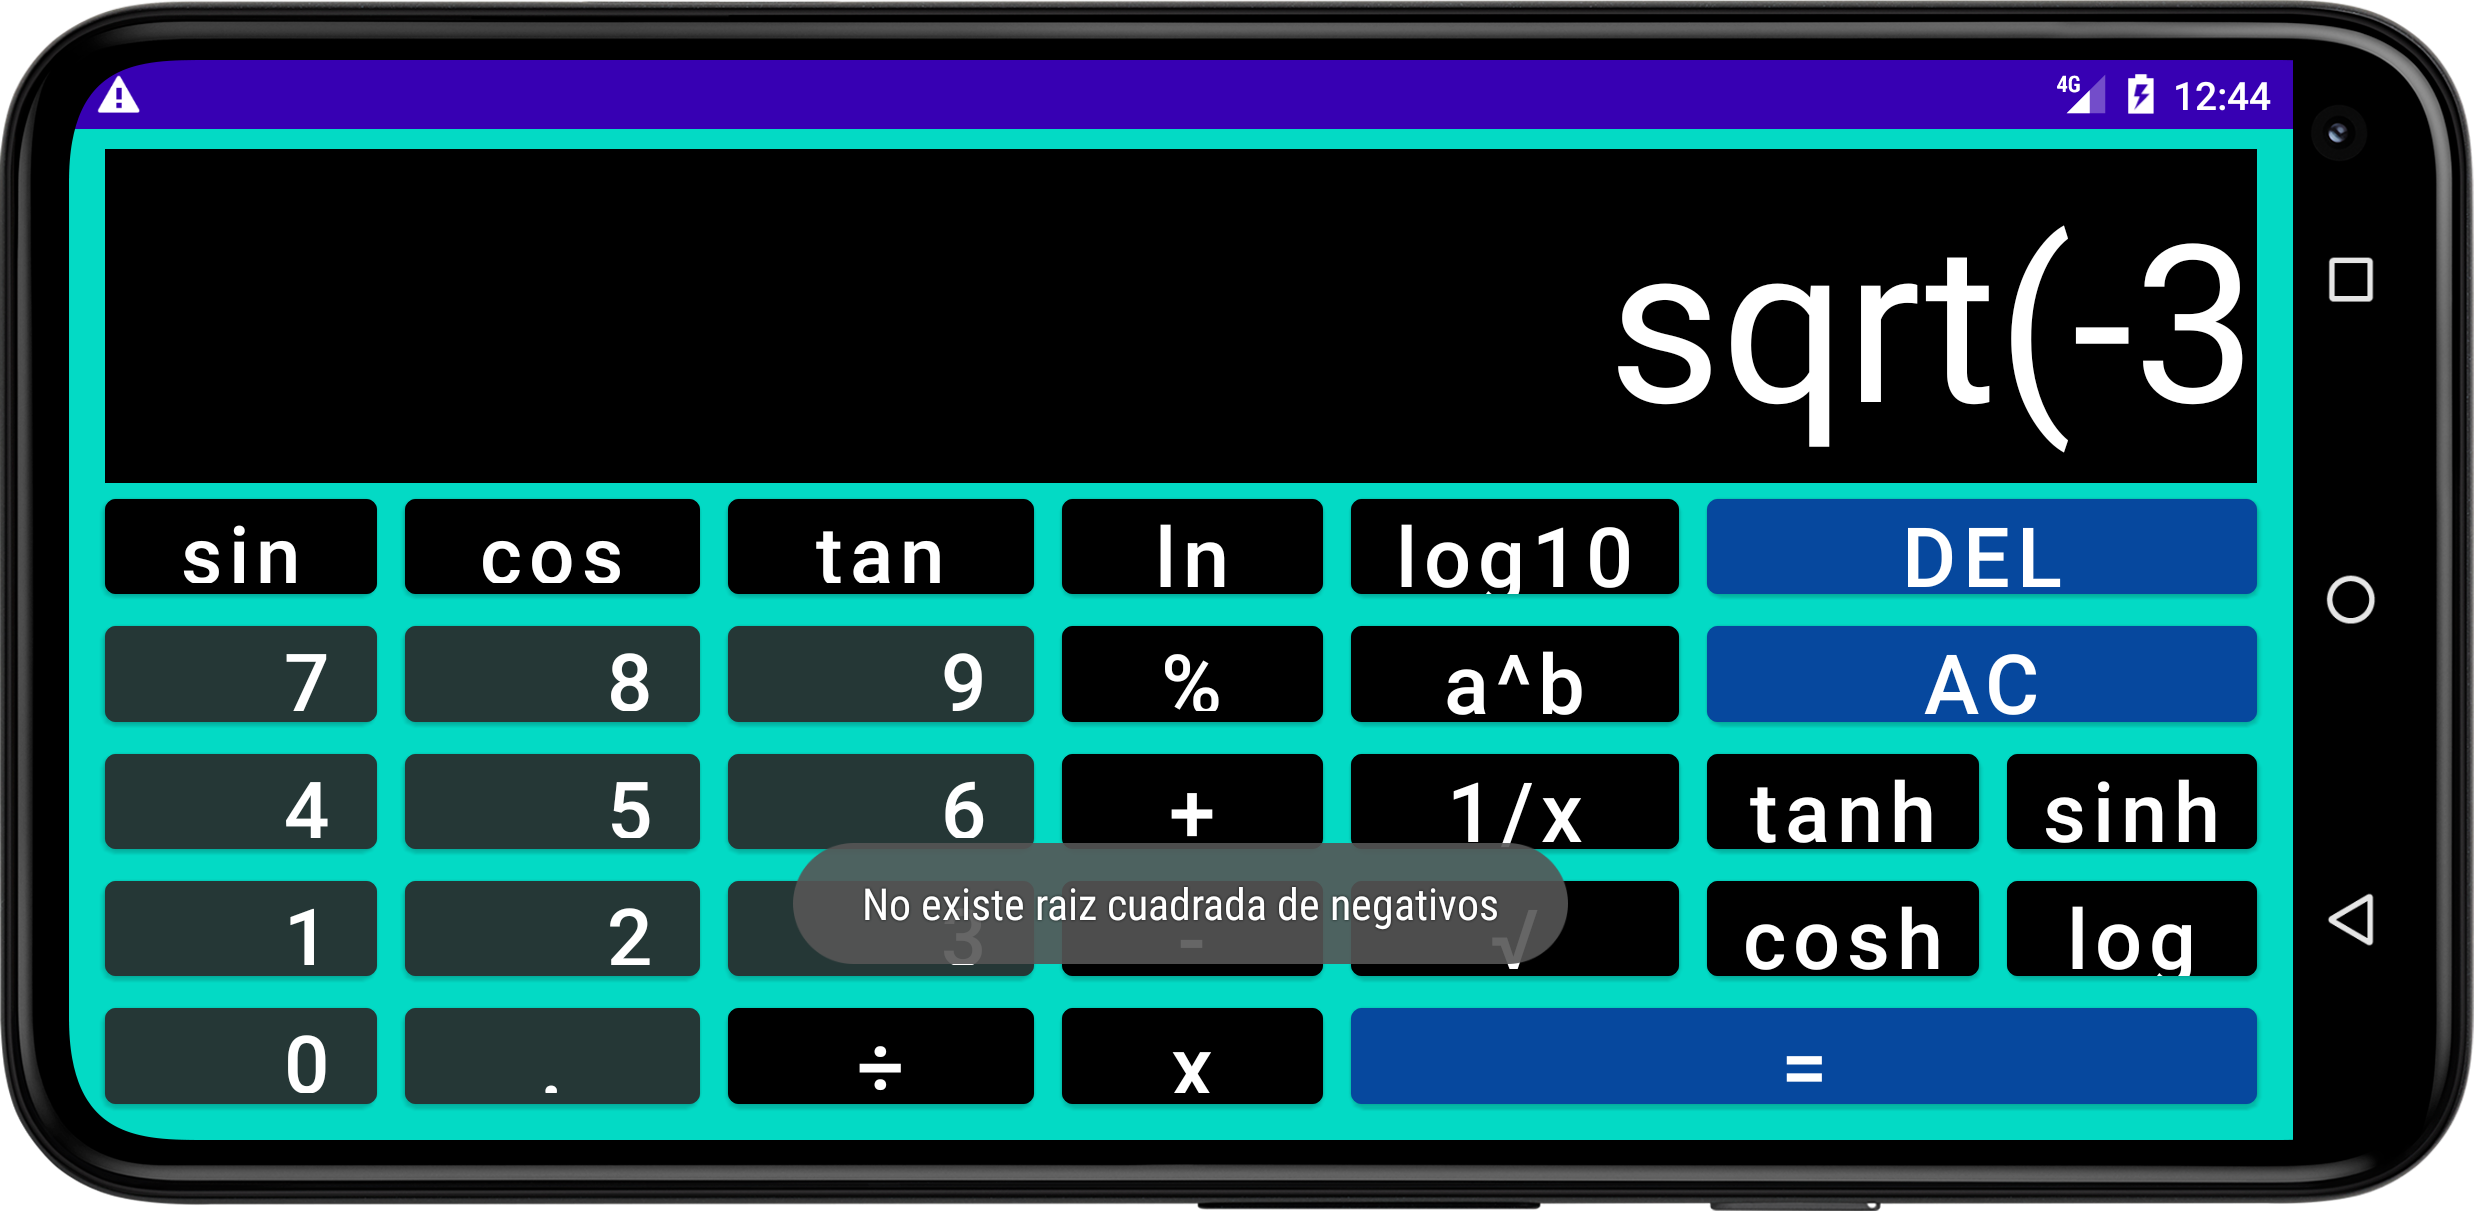 4G 12:44
sqrt(-3
sin cos tan ln log10 DEL
7 8 9 % a^b AC
4 5 6 + 1/x tanh sinh
No existe raiz cuadrada de negativos
1 2 3 - √ cosh log
0 . ÷ x =